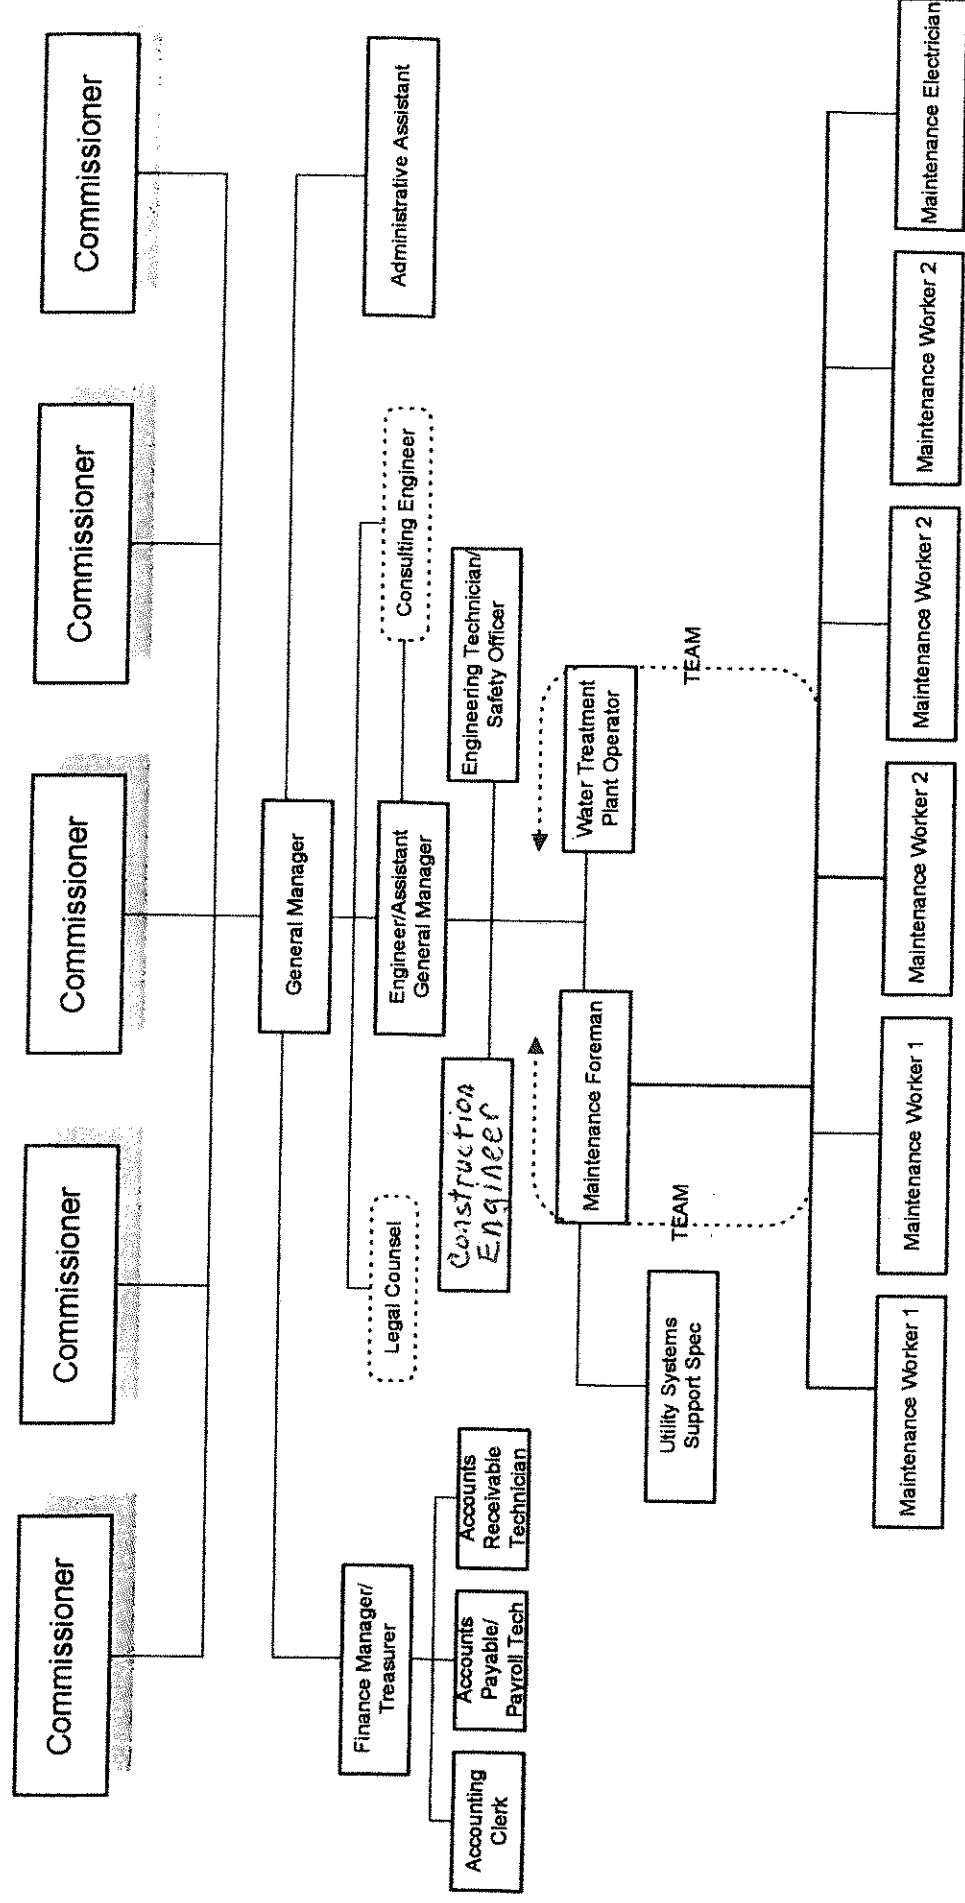 Commissioner
Commissioner
Commissioner
Commissioner
Commissioner
General Manager
Finance Manager/
Treasurer
Legal Counsel
Engineer/Assistant
General Manager
Consulting Engineer
Administrative Assistant
Accounting
Clerk
Accounts
Payable/
Payroll Tech
Accounts
Receivable
Technician
Construction
Engineer
Engineering Technician/
Safety Officer
Maintenance Foreman
Water Treatment
Plant Operator
Utility Systems
Support Spec
TEAM
TEAM
Maintenance Worker 1
Maintenance Worker 1
Maintenance Worker 2
Maintenance Worker 2
Maintenance Worker 2
Maintenance Electrician